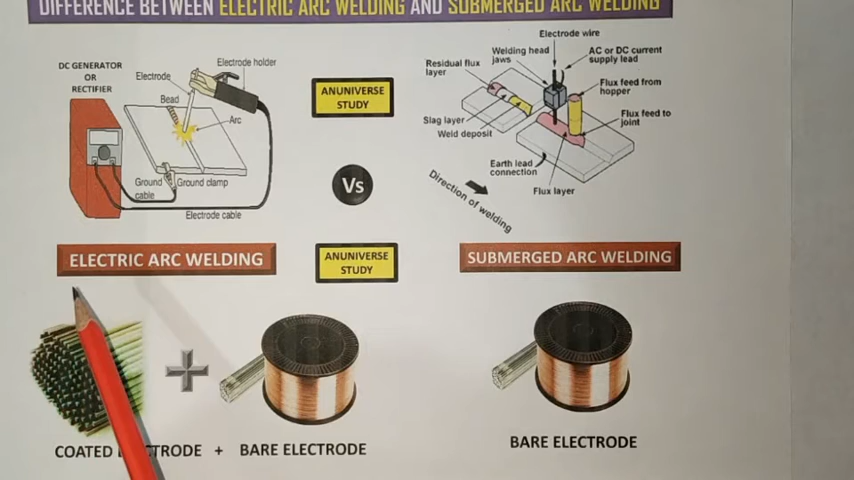 DIFFERENCE BETWEEN ELECTRIC ARC WELDING AND SUBMERGED ARC WELDING
DC GENERATOR
OR
RECTIFIER
Electrode
Electrode holder
Bead
Arc
Ground
cable
Ground clamp
Electrode cable
ANUNIVERSE
STUDY
Vs
Electrode wire
Welding head
jaws
AC or DC current
supply lead
Residual flux
layer
Flux feed from
hopper
Flux feed to
joint
Slag layer
Weld deposit
Earth lead
connection
Flux layer
Direction of welding
ELECTRIC ARC WELDING
ANUNIVERSE
STUDY
SUBMERGED ARC WELDING
COATED TRODE + BARE ELECTRODE
BARE ELECTRODE